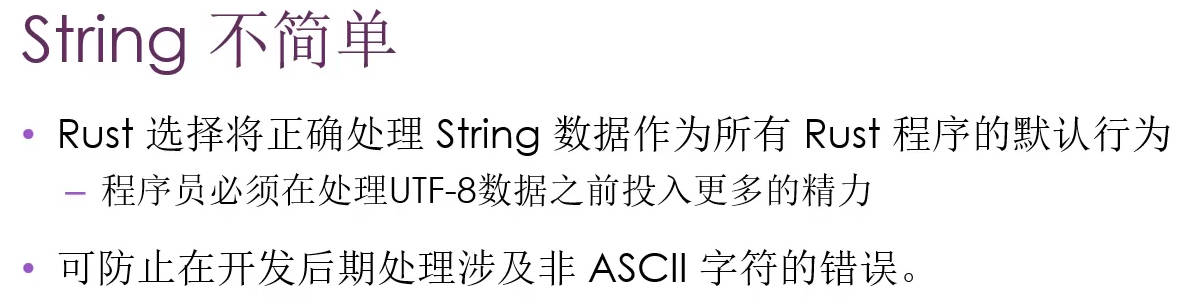 String 不简单
• Rust 选择将正确处理 String 数据作为所有 Rust 程序的默认行为
– 程序员必须在处理UTF-8数据之前投入更多的精力
• 可防止在开发后期处理涉及非 ASCII 字符的错误。